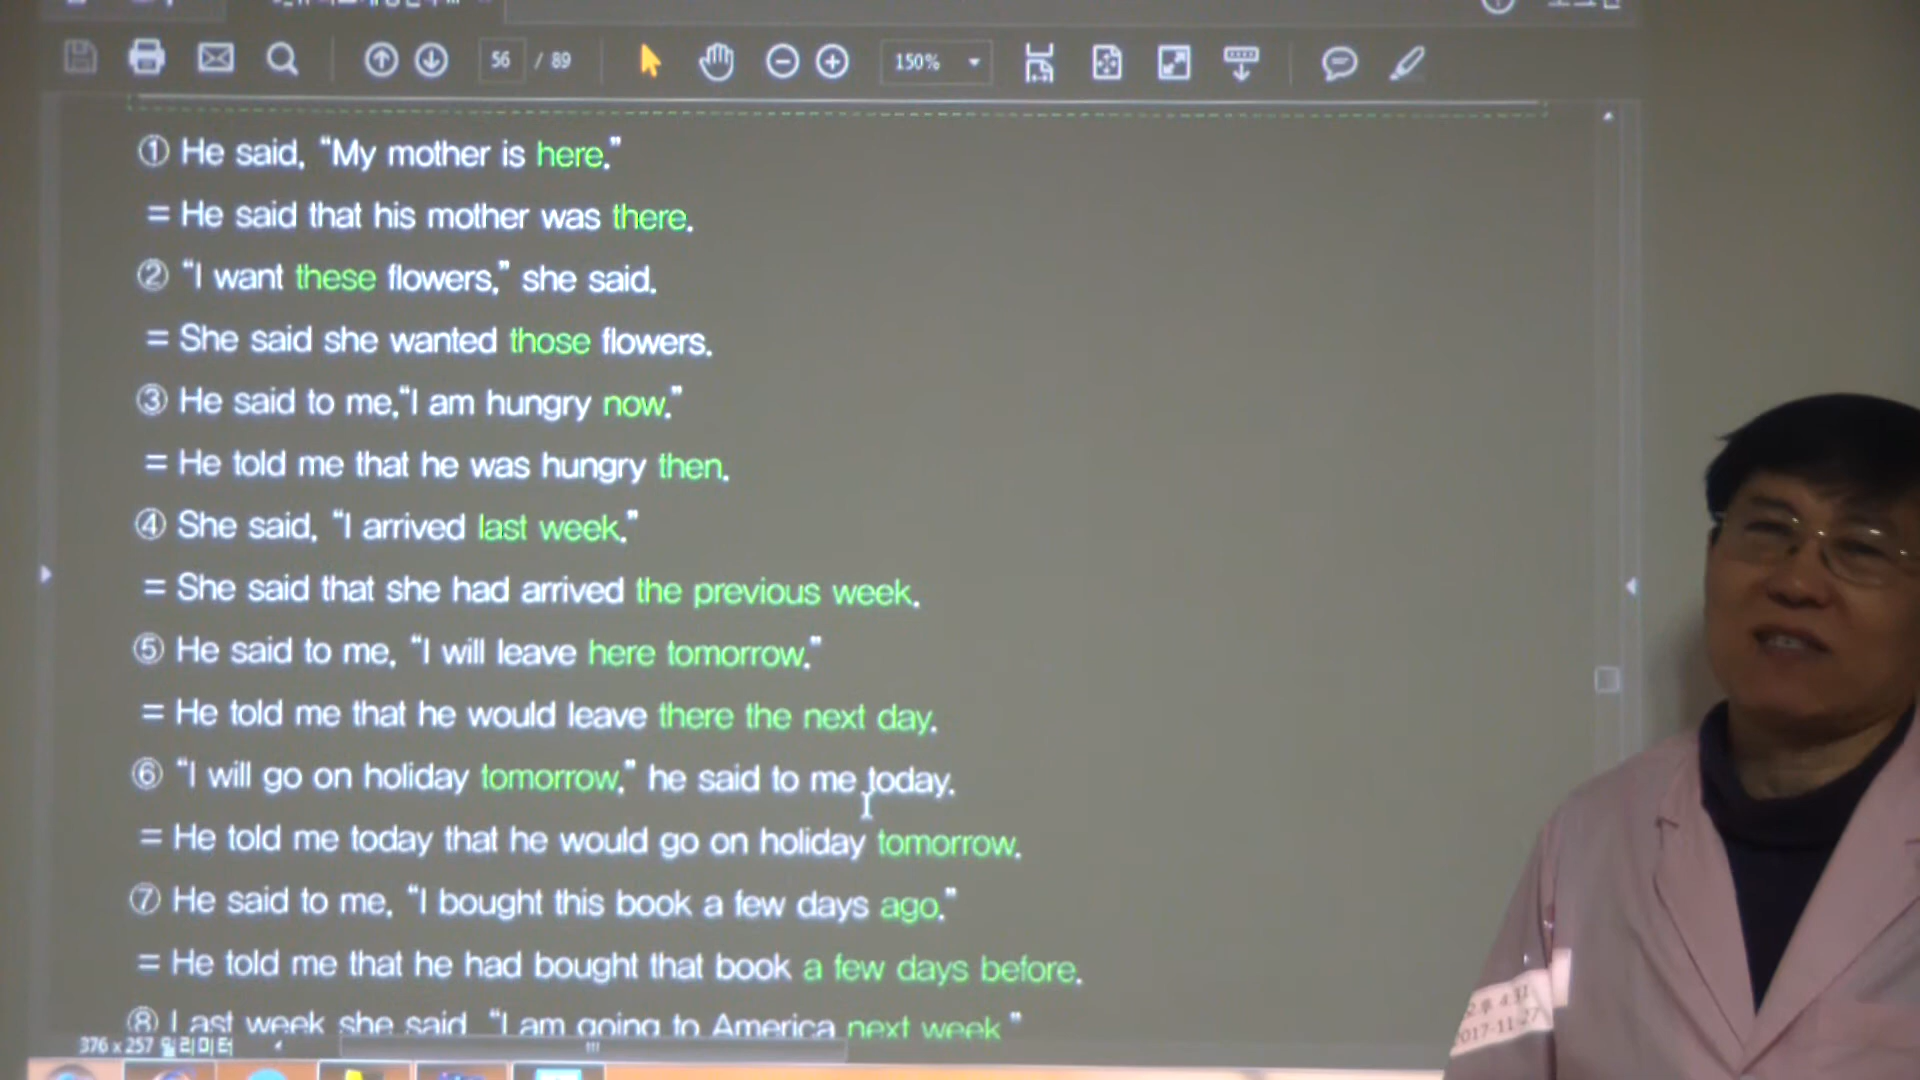 56 / 89
150%
① He said, “My mother is here.”
= He said that his mother was there.
② “I want these flowers,” she said.
= She said she wanted those flowers.
③ He said to me,“I am hungry now.”
= He told me that he was hungry then.
④ She said, “I arrived last week.”
= She said that she had arrived the previous week.
⑤ He said to me, “I will leave here tomorrow.”
= He told me that he would leave there the next day.
⑥ “I will go on holiday tomorrow,” he said to me today.
= He told me today that he would go on holiday tomorrow.
⑦ He said to me, “I bought this book a few days ago.”
= He told me that he had bought that book a few days before.
⑧ Last week she said, “I am going to America next week.”
376 x 257 밀리미터
2017-11-27